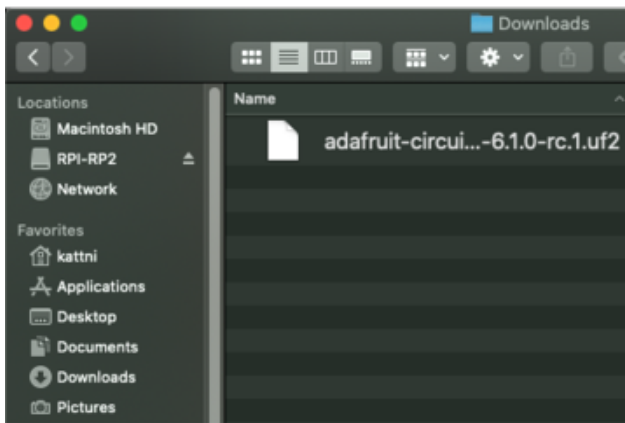 Downloads
Locations
Macintosh HD
RPI-RP2
Network
Favorites
kattni
Applications
Desktop
Documents
Downloads
Pictures
Name
adafruit-circui...-6.1.0-rc.1.uf2